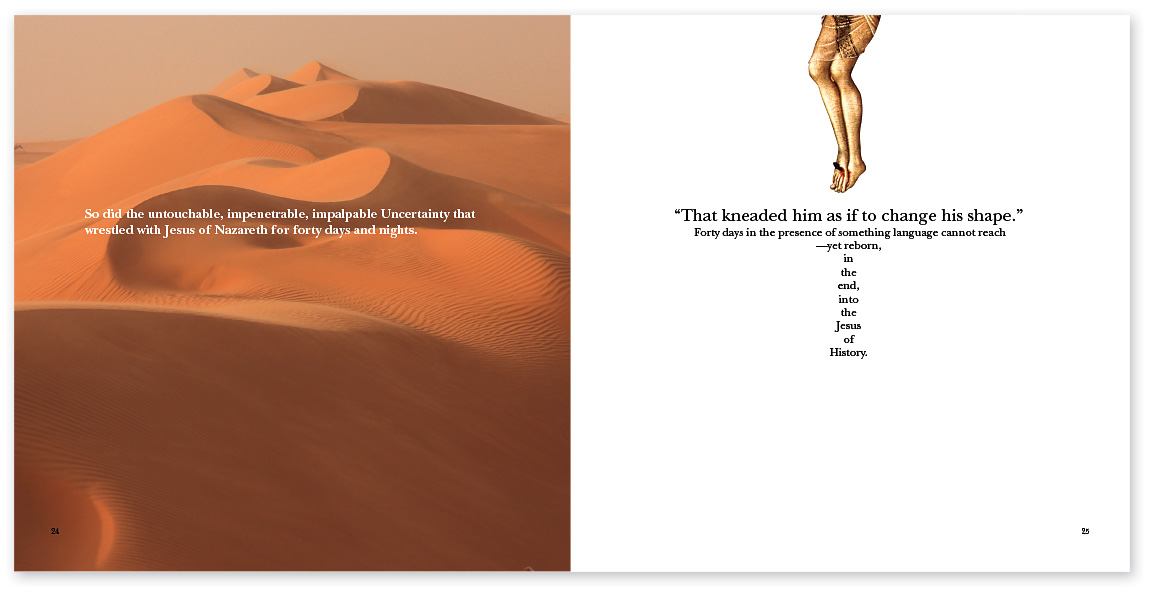 So did the untouchable, impenetrable, impalpable Uncertainty that
wrestled with Jesus of Nazareth for forty days and nights.
24
“That kneaded him as if to change his shape.”
Forty days in the presence of something language cannot reach
—yet reborn,
in
the
end,
into
the
Jesus
of
History.
25